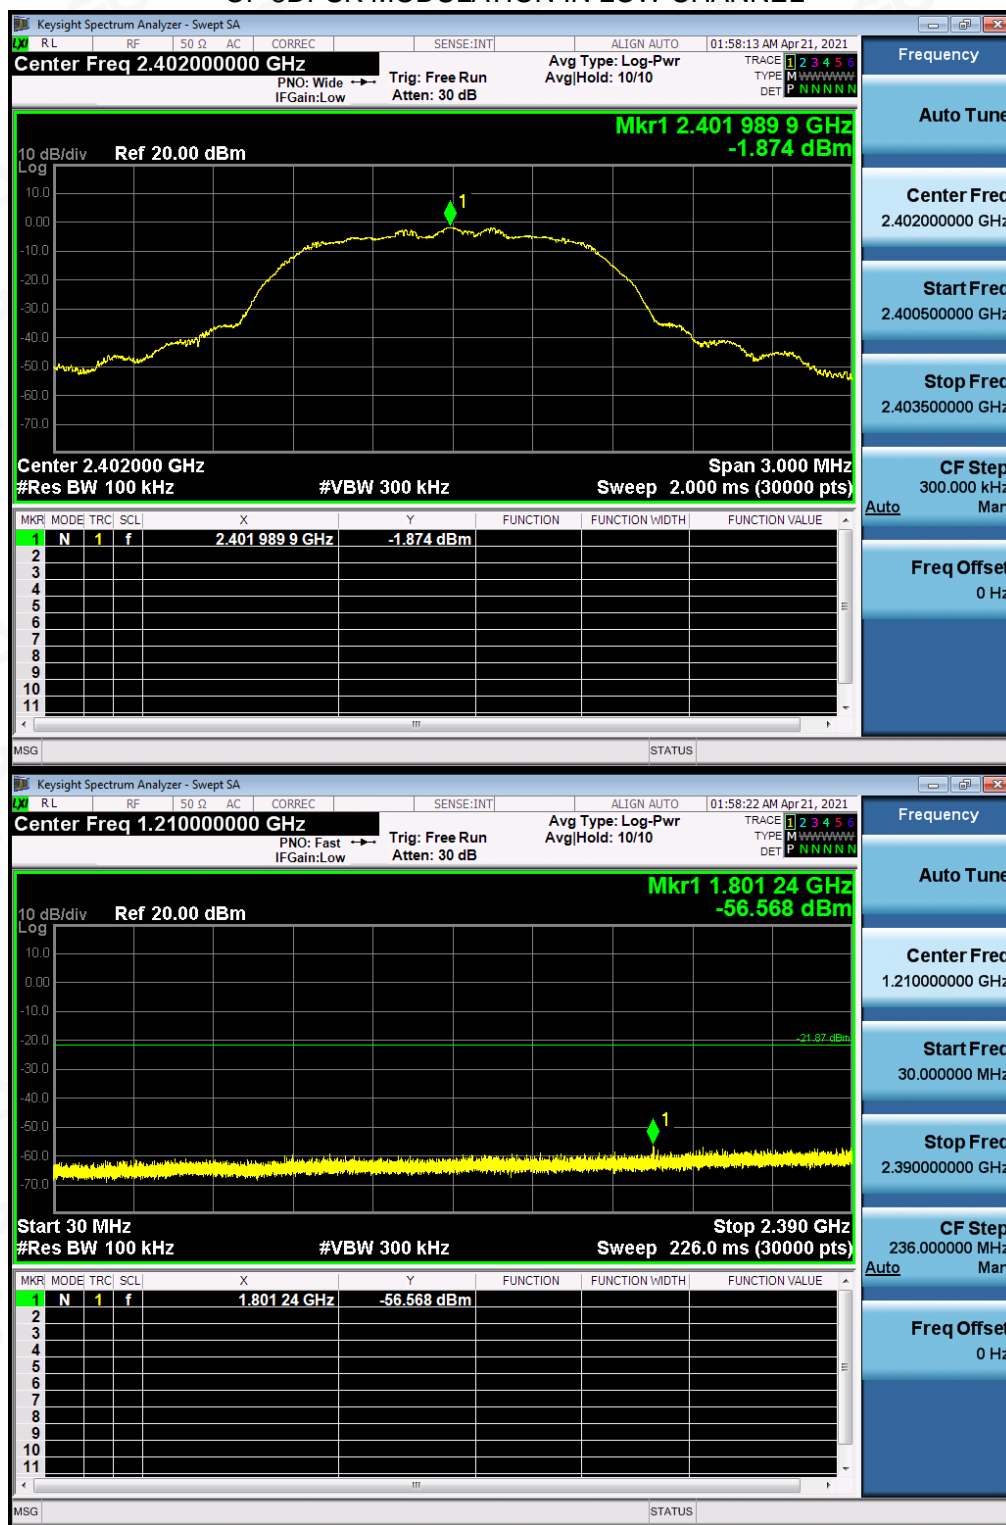 OF 8DPSK MODULATION IN LOW CHANNEL
Keysight Spectrum Analyzer - Swept SA
LXI RL RF 50 Ω AC CORREC SENSE:INT ALIGN AUTO 01:58:13 AM Apr 21, 2021
Center Freq 2.402000000 GHz
PNO: Wide
IFGain:Low
Trig: Free Run
Atten: 30 dB
Avg Type: Log-Pwr
Avg|Hold: 10/10
TRACE 1 2 3 4 5 6
TYPE M WWWWW
DET P N N N N N
Mkr1 2.401 989 9 GHz
-1.874 dBm
10 dB/div Ref 20.00 dBm
Log
10.0
0.00
-10.0
-20.0
-30.0
-40.0
-50.0
-60.0
-70.0
1
Center 2.402000 GHz Span 3.000 MHz
#Res BW 100 kHz #VBW 300 kHz Sweep 2.000 ms (30000 pts)
MKR MODE TRC SCL X Y FUNCTION FUNCTION WIDTH FUNCTION VALUE
1 N 1 f 2.401 989 9 GHz -1.874 dBm
2
3
4
5
6
7
8
9
10
11
MSG STATUS
Frequency
Auto Tune
Center Freq
2.402000000 GHz
Start Freq
2.400500000 GHz
Stop Freq
2.403500000 GHz
CF Step
300.000 kHz
Auto Man
Freq Offset
0 Hz
Keysight Spectrum Analyzer - Swept SA
LXI RL RF 50 Ω AC CORREC SENSE:INT ALIGN AUTO 01:58:22 AM Apr 21, 2021
Center Freq 1.210000000 GHz
PNO: Fast
IFGain:Low
Trig: Free Run
Atten: 30 dB
Avg Type: Log-Pwr
Avg|Hold: 10/10
TRACE 1 2 3 4 5 6
TYPE M WWWWW
DET P N N N N N
Mkr1 1.801 24 GHz
-56.568 dBm
10 dB/div Ref 20.00 dBm
Log
10.0
0.00
-10.0
-20.0
-30.0
-40.0
-50.0
-60.0
-70.0
-21.87 dBm
1
Start 30 MHz Stop 2.390 GHz
#Res BW 100 kHz #VBW 300 kHz Sweep 226.0 ms (30000 pts)
MKR MODE TRC SCL X Y FUNCTION FUNCTION WIDTH FUNCTION VALUE
1 N 1 f 1.801 24 GHz -56.568 dBm
2
3
4
5
6
7
8
9
10
11
MSG STATUS
Frequency
Auto Tune
Center Freq
1.210000000 GHz
Start Freq
30.000000 MHz
Stop Freq
2.390000000 GHz
CF Step
236.000000 MHz
Auto Man
Freq Offset
0 Hz